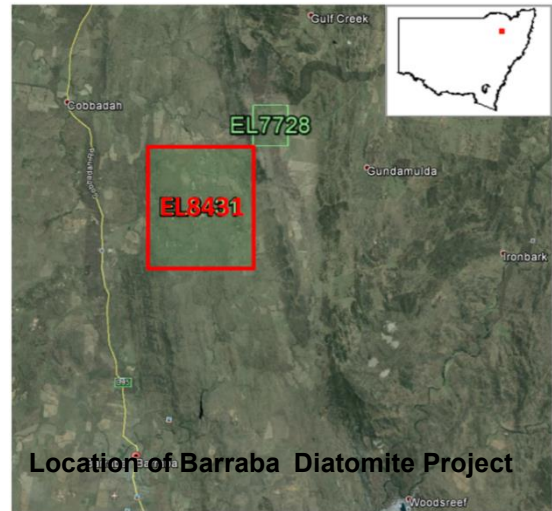 Gulf Creek
Cobbadah
EL7728
Gundamulda
EL8431
Ironbark
Location of Barraba Diatomite Project
Woodsreef